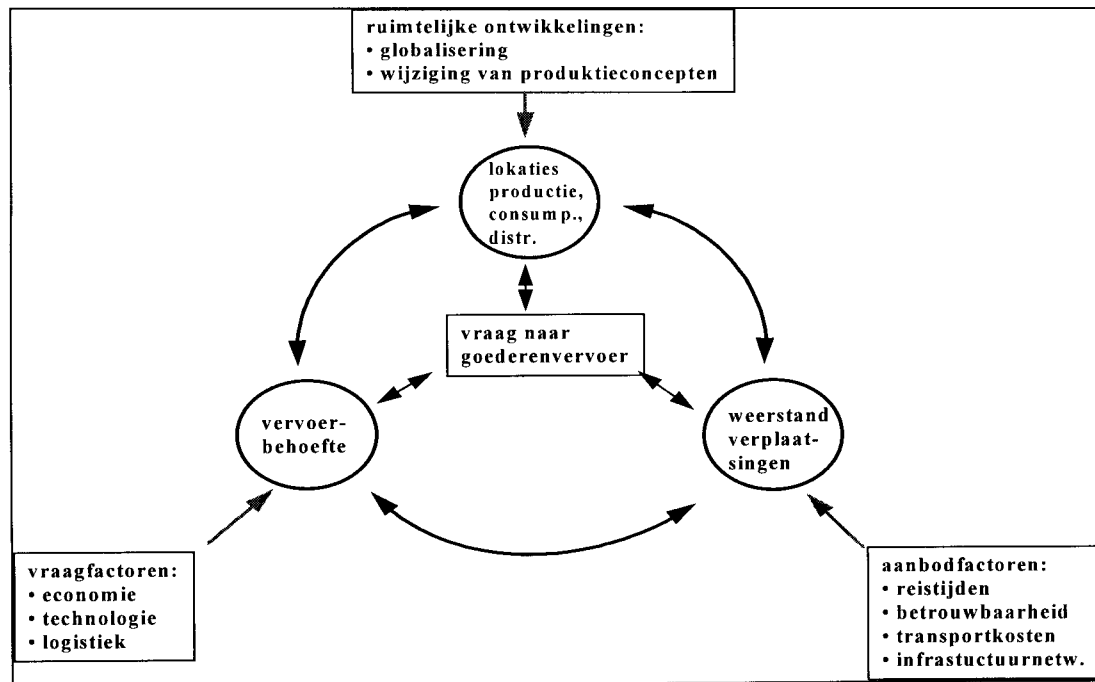 ruimtelijke ontwikkelingen:
• globalisering
• wijziging van produktieconcepten
lokaties
productie,
consump.,
distr.
vraag naar
goederenvervoer
vervoer-
behoefte
weerstand
verplaat-
singen
vraagfactoren:
• economie
• technologie
• logistiek
aanbodfactoren:
• reistijden
• betrouwbaarheid
• transportkosten
• infrastuctuurnetw.